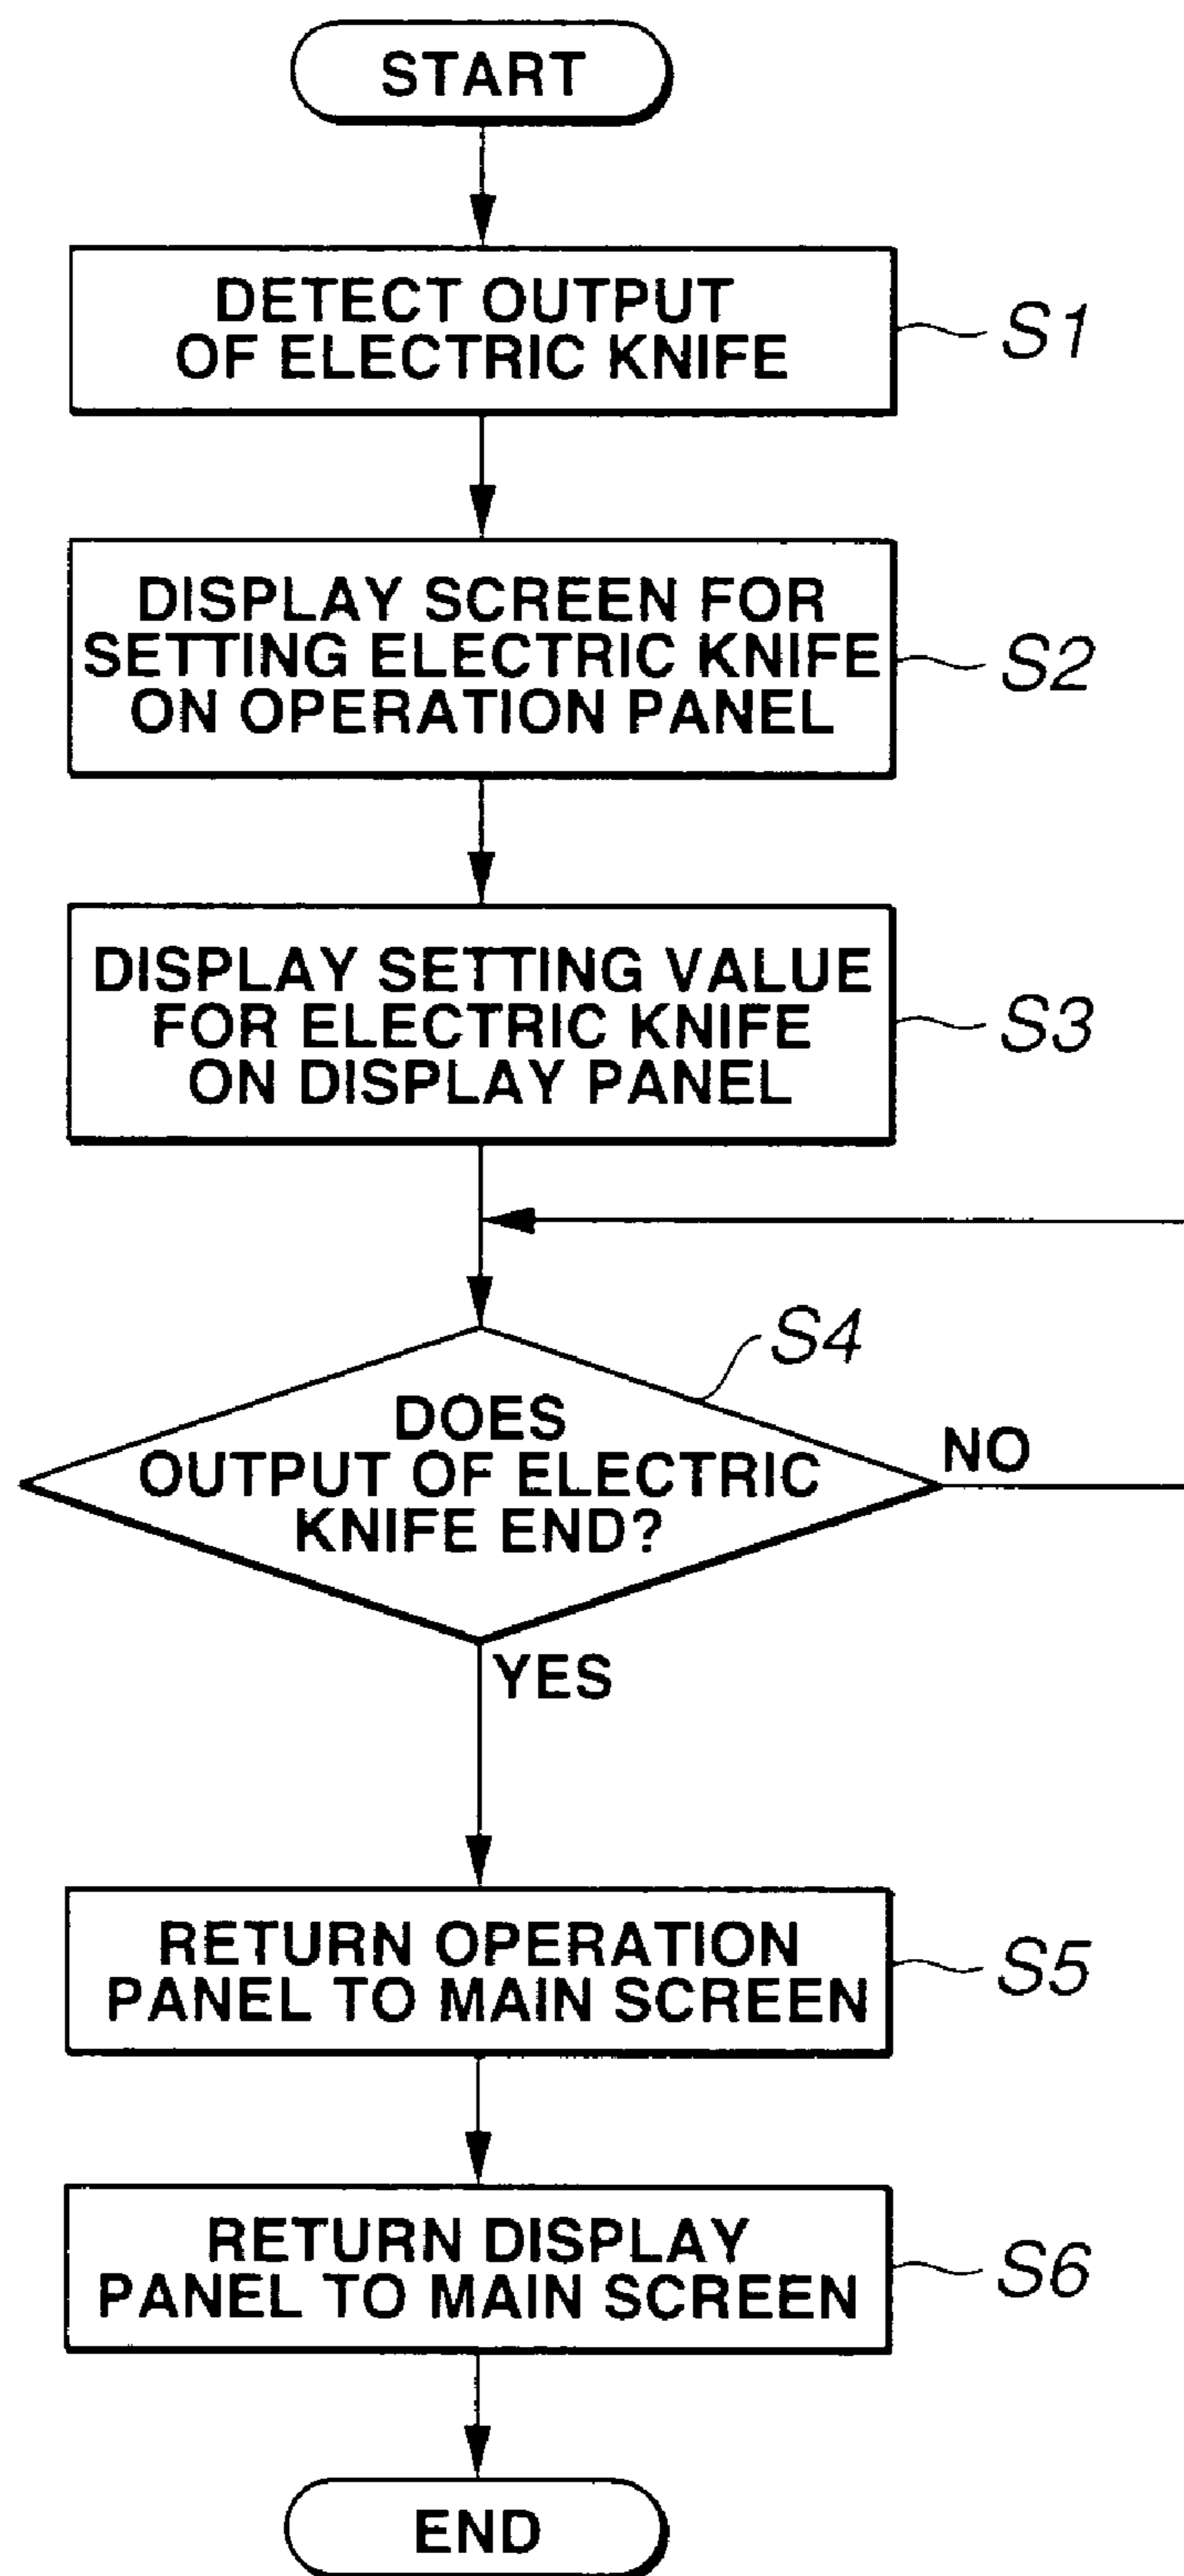 START
DETECT OUTPUT
OF ELECTRIC KNIFE
S1
DISPLAY SCREEN FOR
SETTING ELECTRIC KNIFE
ON OPERATION PANEL
S2
DISPLAY SETTING VALUE
FOR ELECTRIC KNIFE
ON DISPLAY PANEL
S3
S4
DOES
OUTPUT OF ELECTRIC
KNIFE END?
NO
YES
RETURN OPERATION
PANEL TO MAIN SCREEN
S5
RETURN DISPLAY
PANEL TO MAIN SCREEN
S6
END